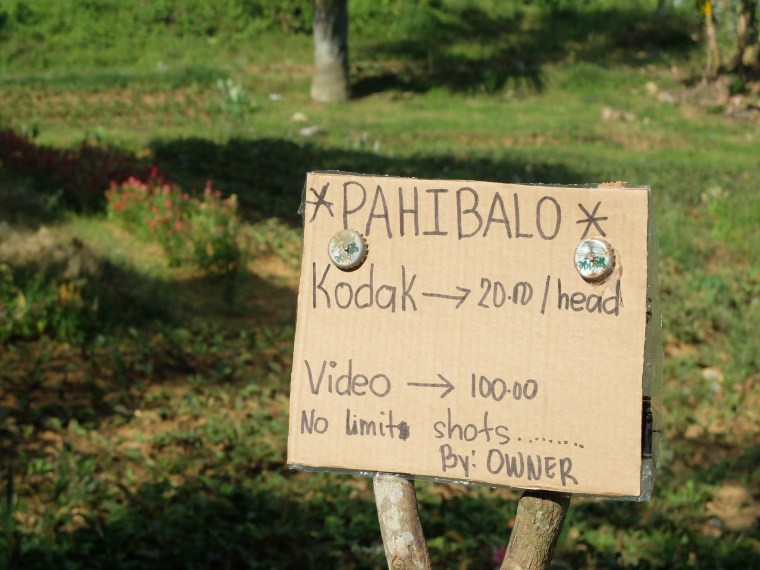 *PAHIBALO*
Kodak → 20.00/head
Video → 100.00
No limits shots.........
By: OWNER